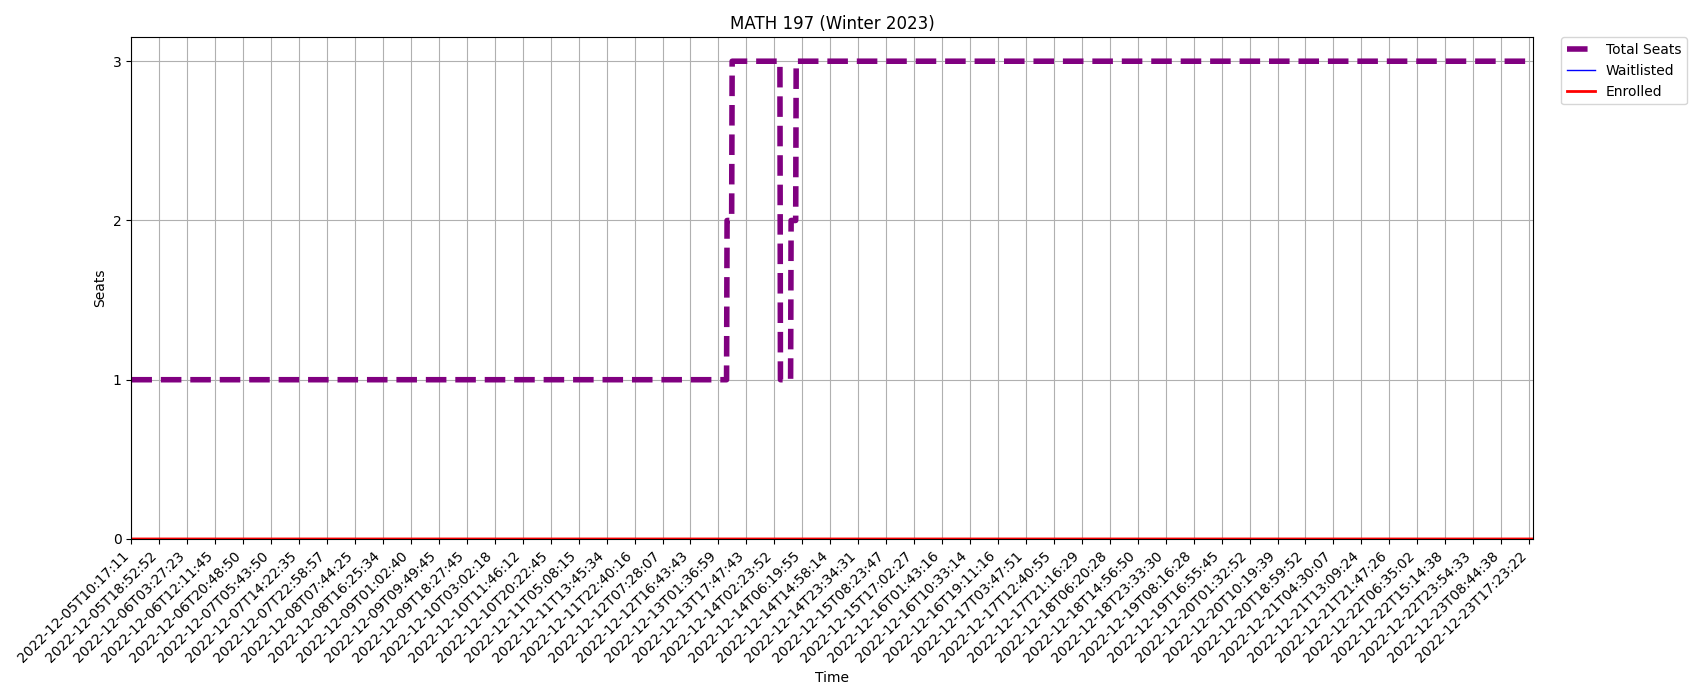 MATH 197 (Winter 2023)
Total Seats
Waitlisted
Enrolled
Seats
3
2
1
0
2022-12-05T10:17:11
2022-12-05T18:52:52
2022-12-06T03:27:23
2022-12-06T12:11:45
2022-12-06T20:48:50
2022-12-07T05:43:50
2022-12-07T14:22:35
2022-12-07T22:58:57
2022-12-08T07:44:25
2022-12-08T16:25:34
2022-12-09T01:02:40
2022-12-09T09:49:45
2022-12-09T18:27:45
2022-12-10T03:02:18
2022-12-10T11:46:12
2022-12-10T20:22:45
2022-12-11T05:08:15
2022-12-11T13:45:34
2022-12-11T22:40:16
2022-12-12T07:28:07
2022-12-12T16:43:43
2022-12-13T01:36:59
2022-12-13T17:47:43
2022-12-14T02:23:52
2022-12-14T06:19:55
2022-12-14T14:58:14
2022-12-14T23:34:31
2022-12-15T08:23:47
2022-12-15T17:02:27
2022-12-16T01:43:16
2022-12-16T10:33:14
2022-12-16T19:11:16
2022-12-17T03:47:51
2022-12-17T12:40:55
2022-12-17T21:16:29
2022-12-18T06:20:28
2022-12-18T14:56:50
2022-12-18T23:33:30
2022-12-19T08:16:28
2022-12-19T16:55:45
2022-12-20T01:32:52
2022-12-20T10:19:39
2022-12-20T18:59:52
2022-12-21T04:30:07
2022-12-21T13:09:24
2022-12-21T21:47:26
2022-12-22T06:35:02
2022-12-22T15:14:38
2022-12-22T23:54:33
2022-12-23T08:44:38
2022-12-23T17:23:22
Time